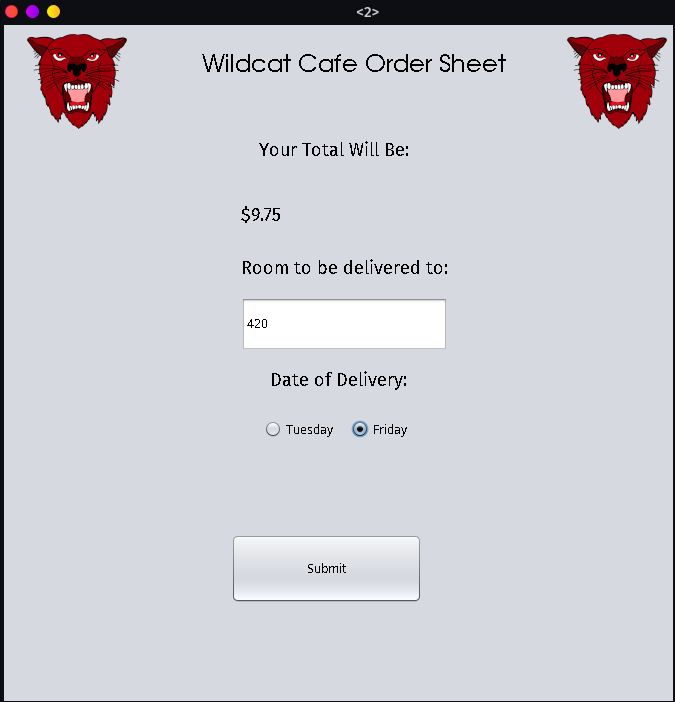 <2>
Wildcat Cafe Order Sheet
Your Total Will Be:
$9.75
Room to be delivered to:
420
Date of Delivery:
Tuesday Friday
Submit